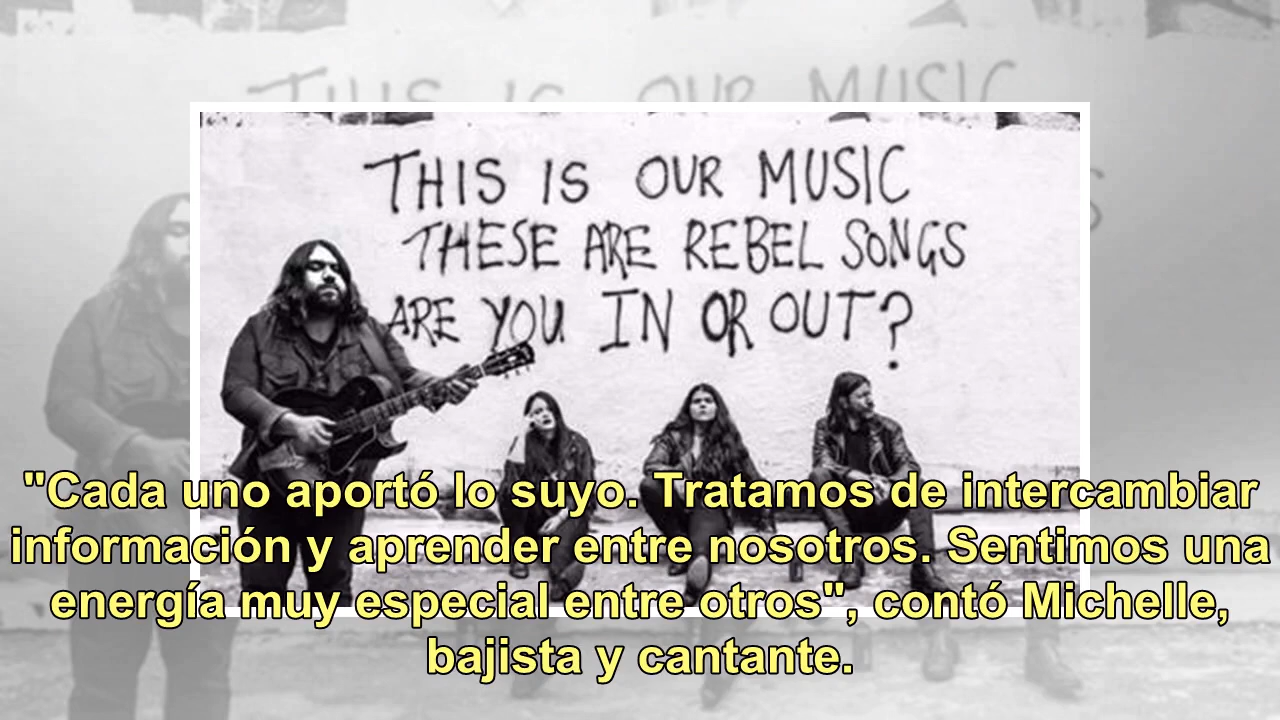 THIS IS OUR MUSIC
THESE ARE REBEL SONGS
ARE YOU IN OR OUT?
"Cada uno aportó lo suyo. Tratamos de intercambiar
información y aprender entre nosotros. Sentimos una
energía muy especial entre otros", contó Michelle,
bajista y cantante.